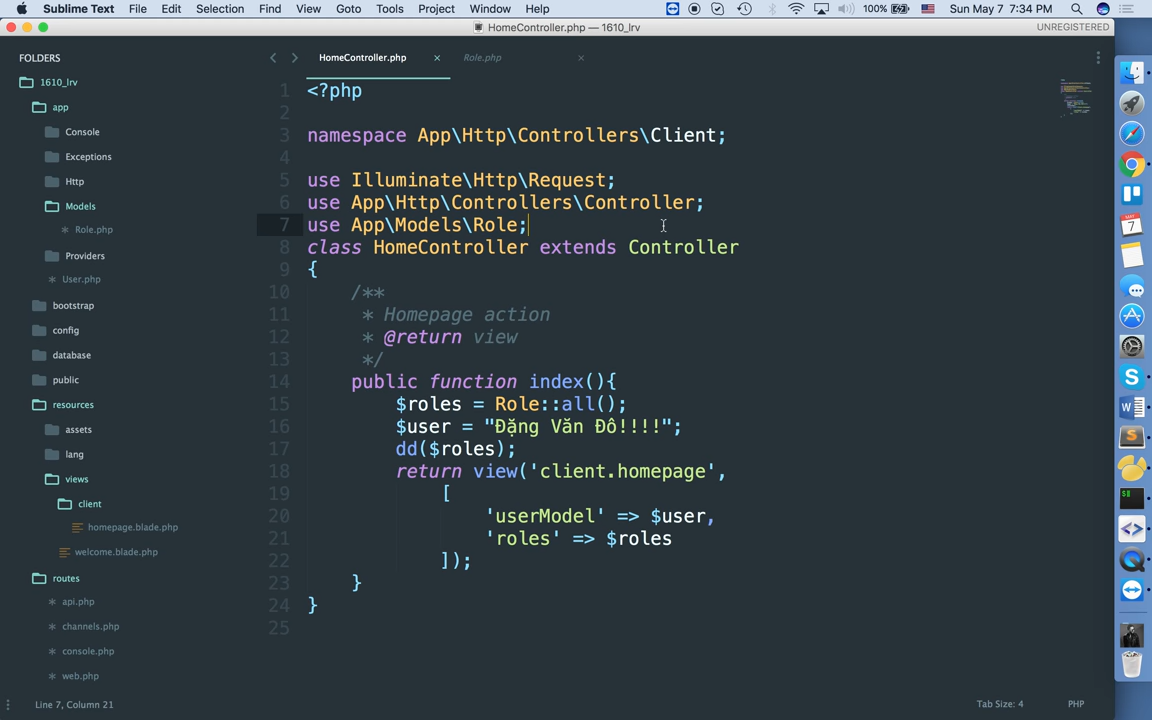 Sublime Text File Edit Selection Find View Goto Tools Project Window Help 100% Sun May 7 7:34 PM
HomeController.php — 1610_lrv UNREGISTERED
FOLDERS
1610_lrv
app
Console
Exceptions
Http
Models
Role.php
Providers
User.php
bootstrap
config
database
public
resources
assets
lang
views
client
homepage.blade.php
welcome.blade.php
routes
api.php
channels.php
console.php
web.php
HomeController.php × Role.php ×
1 <?php
2
3 namespace App\Http\Controllers\Client;
4
5 use Illuminate\Http\Request;
6 use App\Http\Controllers\Controller;
7 use App\Models\Role;
8 class HomeController extends Controller
9 {
10 /**
11 * Homepage action
12 * @return view
13 */
14 public function index(){
15 $roles = Role::all();
16 $user = "Đặng Văn Đô!!!!";
17 dd($roles);
18 return view('client.homepage',
19 [
20 'userModel' => $user,
21 'roles' => $roles
22 ]);
23 }
24 }
25
Line 7, Column 21 Tab Size: 4 PHP